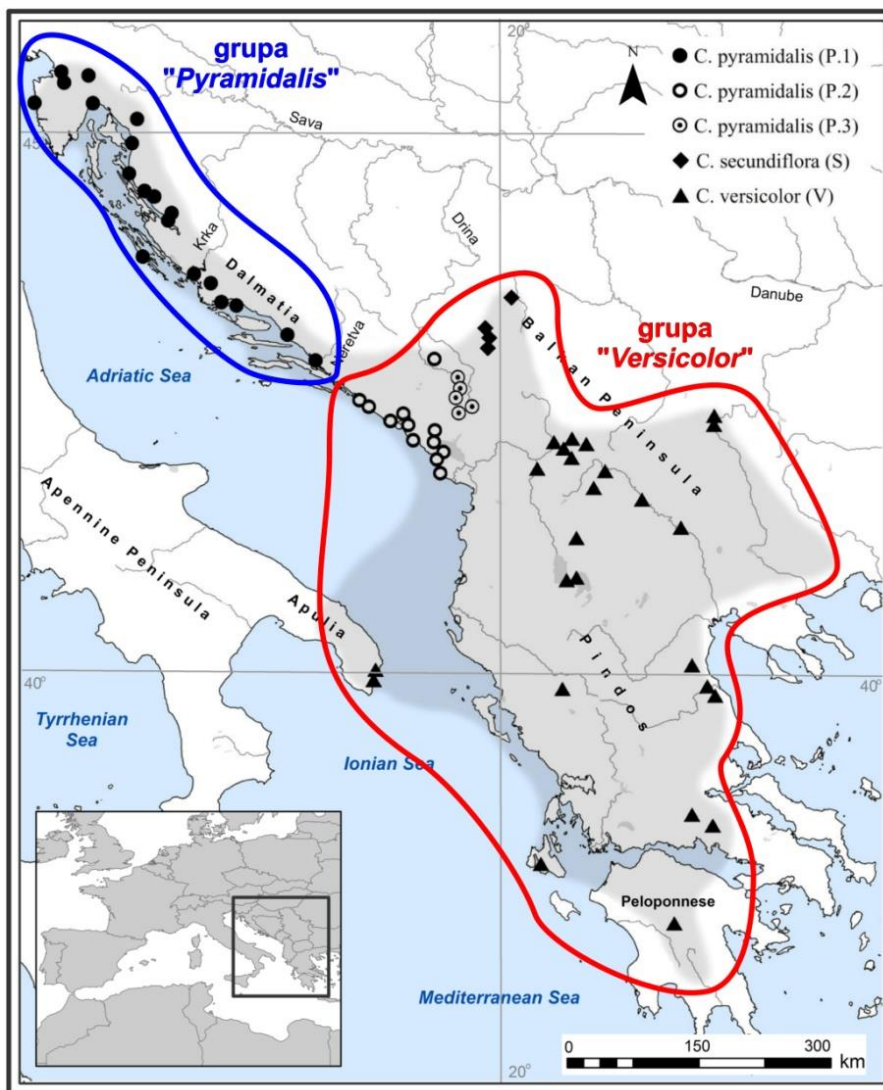 20°
grupa
"Pyramidalis"
N
C. pyramidalis (P.1)
C. pyramidalis (P.2)
C. pyramidalis (P.3)
C. secundiflora (S)
C. versicolor (V)
45°
Sava
Krka
Drina
Dalmatia
Neretva
Danube
Balkan Peninsula
grupa
"Versicolor"
Adriatic Sea
Apennine Peninsula
Apulia
Pindos
40°
40°
Tyrrhenian
Sea
Ionian Sea
Peloponnese
Mediterranean Sea
20°
0 150 300
km